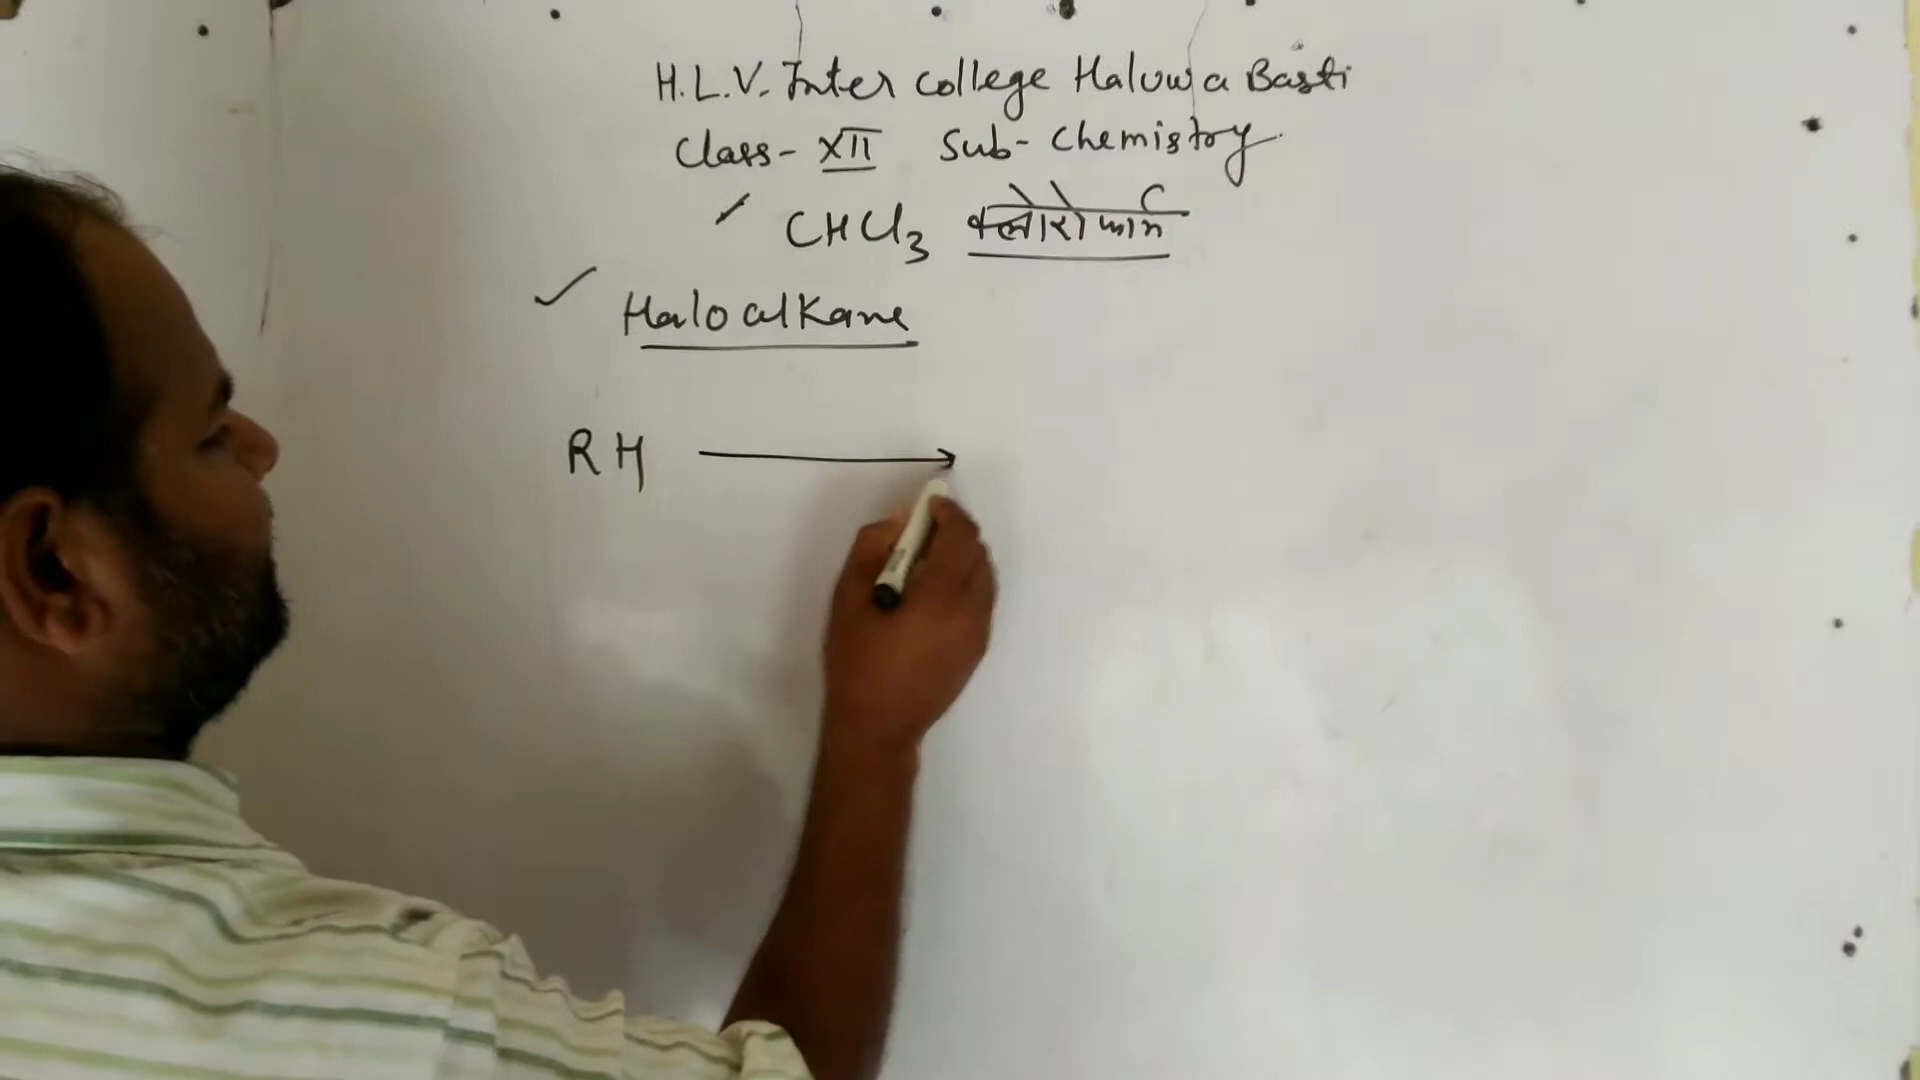 H.L.V. Inter college Haluwa Basti
Class- XII Sub- Chemistry.
CHCl3 क्लोरोफार्म
Haloalkane
RH →